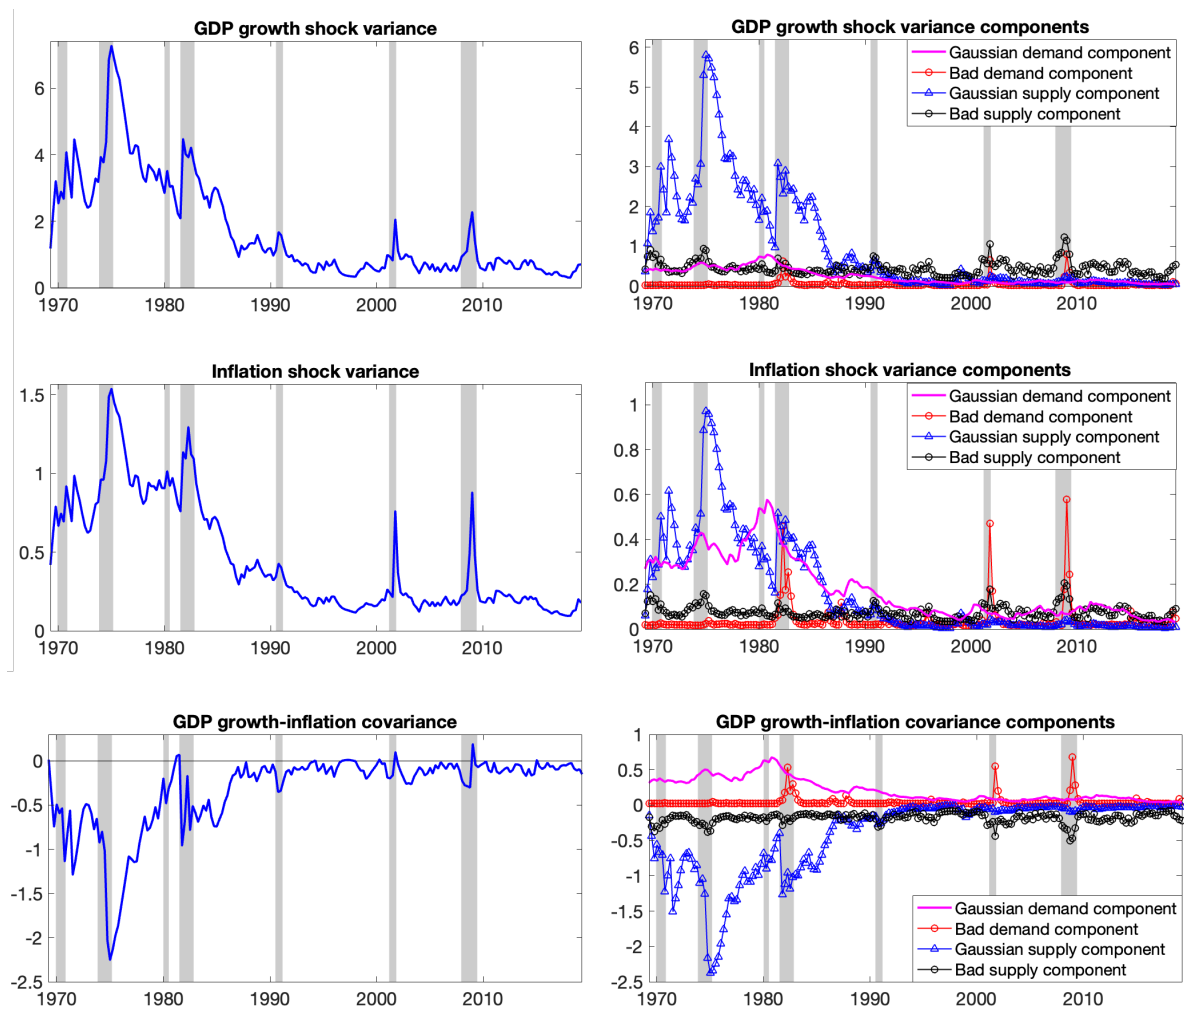 GDP growth shock variance
6
4
2
0
1970 1980 1990 2000 2010
GDP growth shock variance components
6
5
4
3
2
1
0
1970 1980 1990 2000 2010
Gaussian demand component
Bad demand component
Gaussian supply component
Bad supply component
Inflation shock variance
1.5
1
0.5
0
1970 1980 1990 2000 2010
Inflation shock variance components
1
0.8
0.6
0.4
0.2
0
1970 1980 1990 2000 2010
Gaussian demand component
Bad demand component
Gaussian supply component
Bad supply component
GDP growth-inflation covariance
0
-0.5
-1
-1.5
-2
-2.5
1970 1980 1990 2000 2010
GDP growth-inflation covariance components
1
0.5
0
-0.5
-1
-1.5
-2
-2.5
1970 1980 1990 2000 2010
Gaussian demand component
Bad demand component
Gaussian supply component
Bad supply component